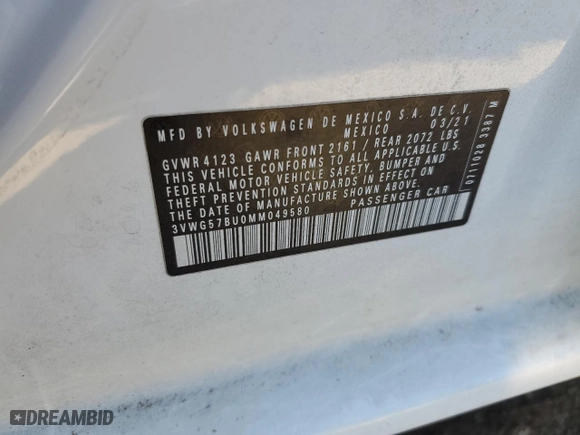 MFD BY VOLKSWAGEN DE MEXICO S.A. DE C.V.
MEXICO 03/21
GVWR 4123 GAWR FRONT 2161 / REAR 2072 LBS
THIS VEHICLE CONFORMS TO ALL APPLICABLE U.S.
FEDERAL MOTOR VEHICLE SAFETY, BUMPER AND
THEFT PREVENTION STANDARDS IN EFFECT ON
THE DATE OF MANUFACTURE SHOWN ABOVE.
3VWG57BU0MM049580 PASSENGER CAR
0711028 3387 M
DREAMBID